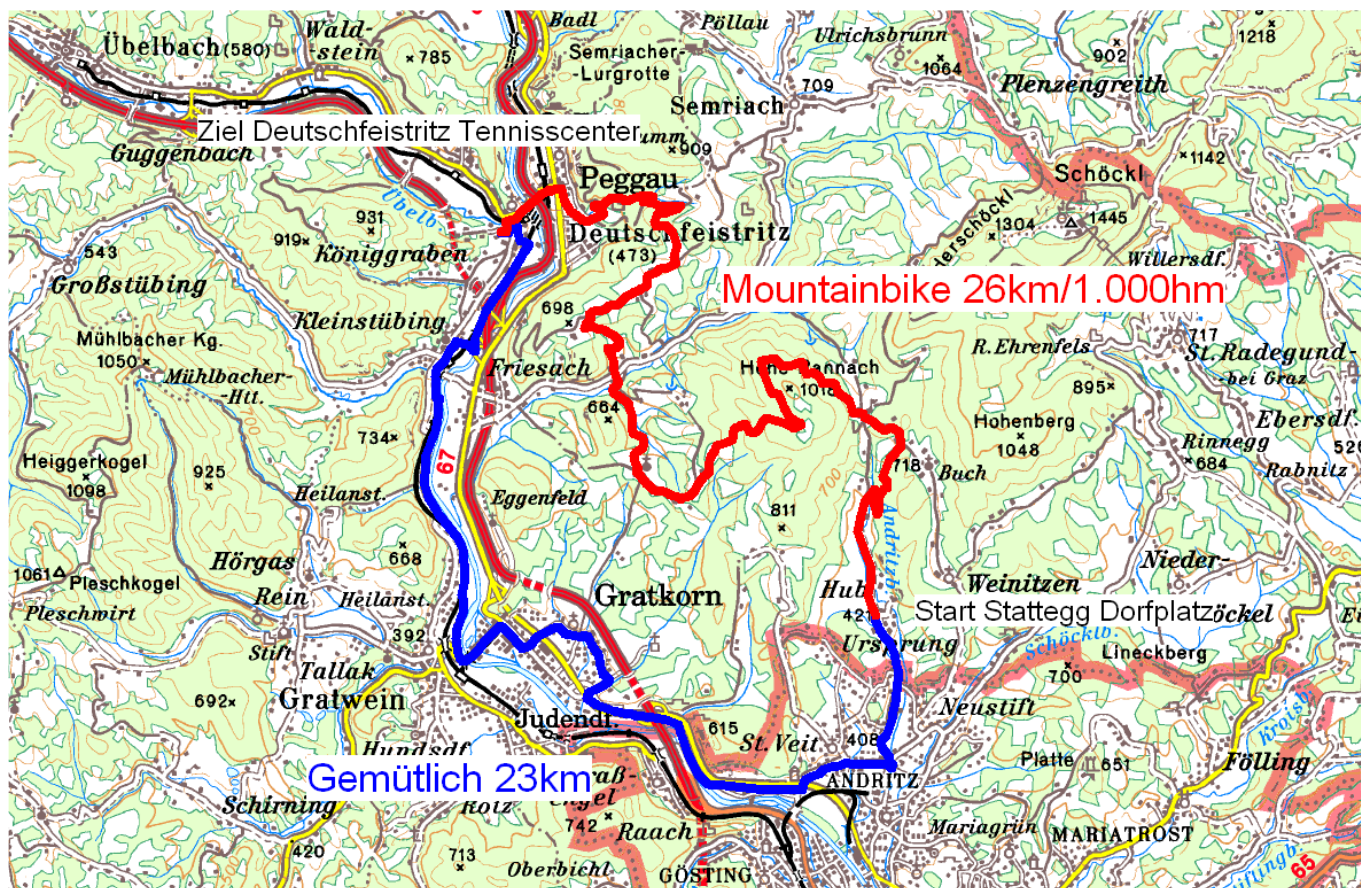 Übelbach (580)
Wald-
-stein
785
Badl
Pöllau
Ulrichsbrunn
1064
902
1218
Plenzengreith
Semriacher-
-Lurgrotte
709
Semriach
Ziel Deutschfeistritz Tennisscenter
909
Guggenbach
1142
Schöckl
Peggau
931
919
Königgraben
Deutschfeistritz
(473)
1304
1445
Willersdf.
543
Großstübing
Mountainbike 26km/1.000hm
698
Kleinstübing
Mühlbacher Kg.
1050
Mühlbacher-
-Htt.
Friesach
R.Ehrenfels
717
St.Radegund-
-bei Graz
664
895
Hohenberg
1048
Ebersdf.
734
67
Rinnegg
684
Rabnitz
Heiggerkogel
1098
925
Heilanst.
Eggenfeld
718
Buch
700
811
Andritzb.
668
Hörgas
1061
Pleschkogel
Pleschwirt
Rein
Heilanst.
Nieder-
Weinitzen
Hub
Gratkorn
Start Stattegg Dorfplatz
öckel
392
Stift
Tallak
Ursprung
Schöcklb.
Lineckberg
700
692
Gratwein
Judendf.
615
St.Veit
408
Neustift
Kroisb.
Hundsdf.
Gemütlich 23km
Platte
651
Fölling
ANDRITZ
Schirning
420
742
Raach
Mariagrün
MARIATROST
713
Oberbichl
GÖSTING
65